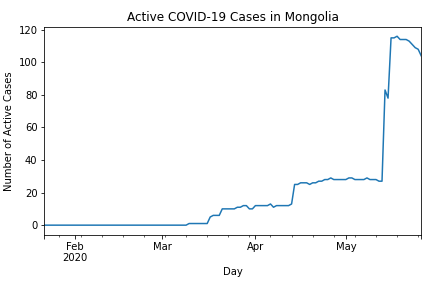 Active COVID-19 Cases in Mongolia
Number of Active Cases
120
100
80
60
40
20
0
Feb
2020
Mar
Apr
May
Day